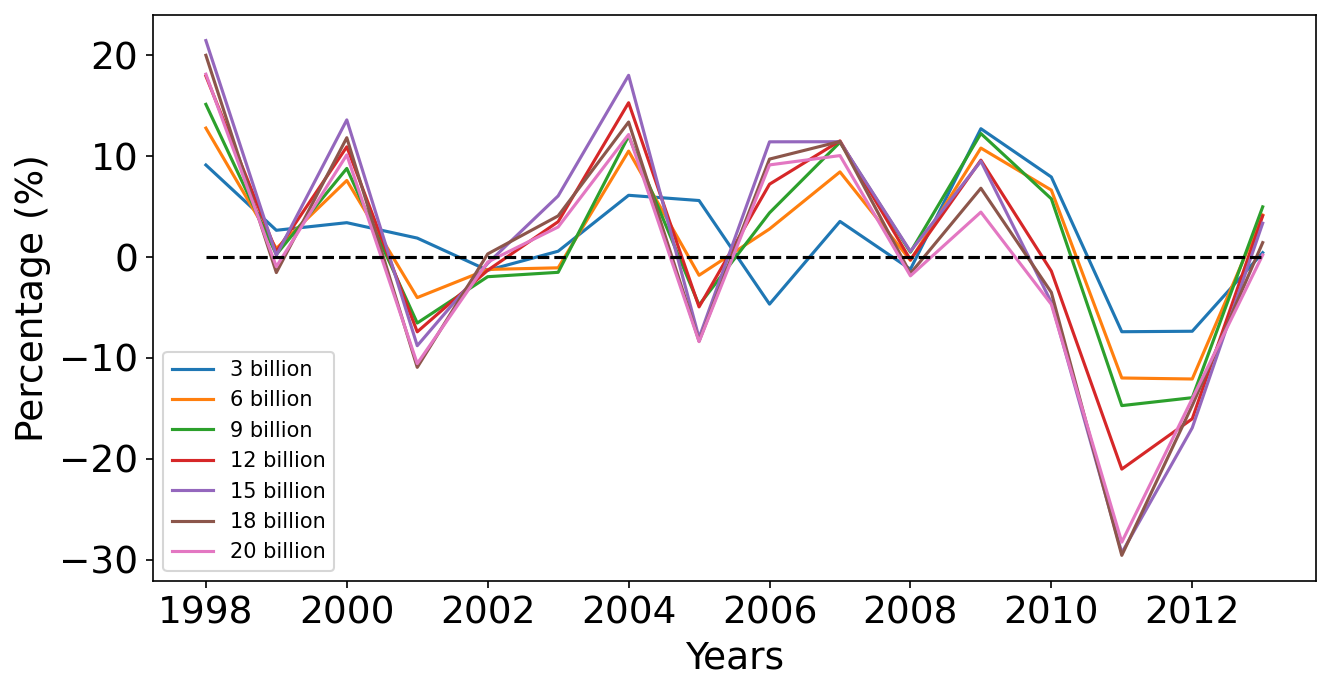 20
10
0
−10
−20
−30
Percentage (%)
3 billion
6 billion
9 billion
12 billion
15 billion
18 billion
20 billion
1998 2000 2002 2004 2006 2008 2010 2012
Years